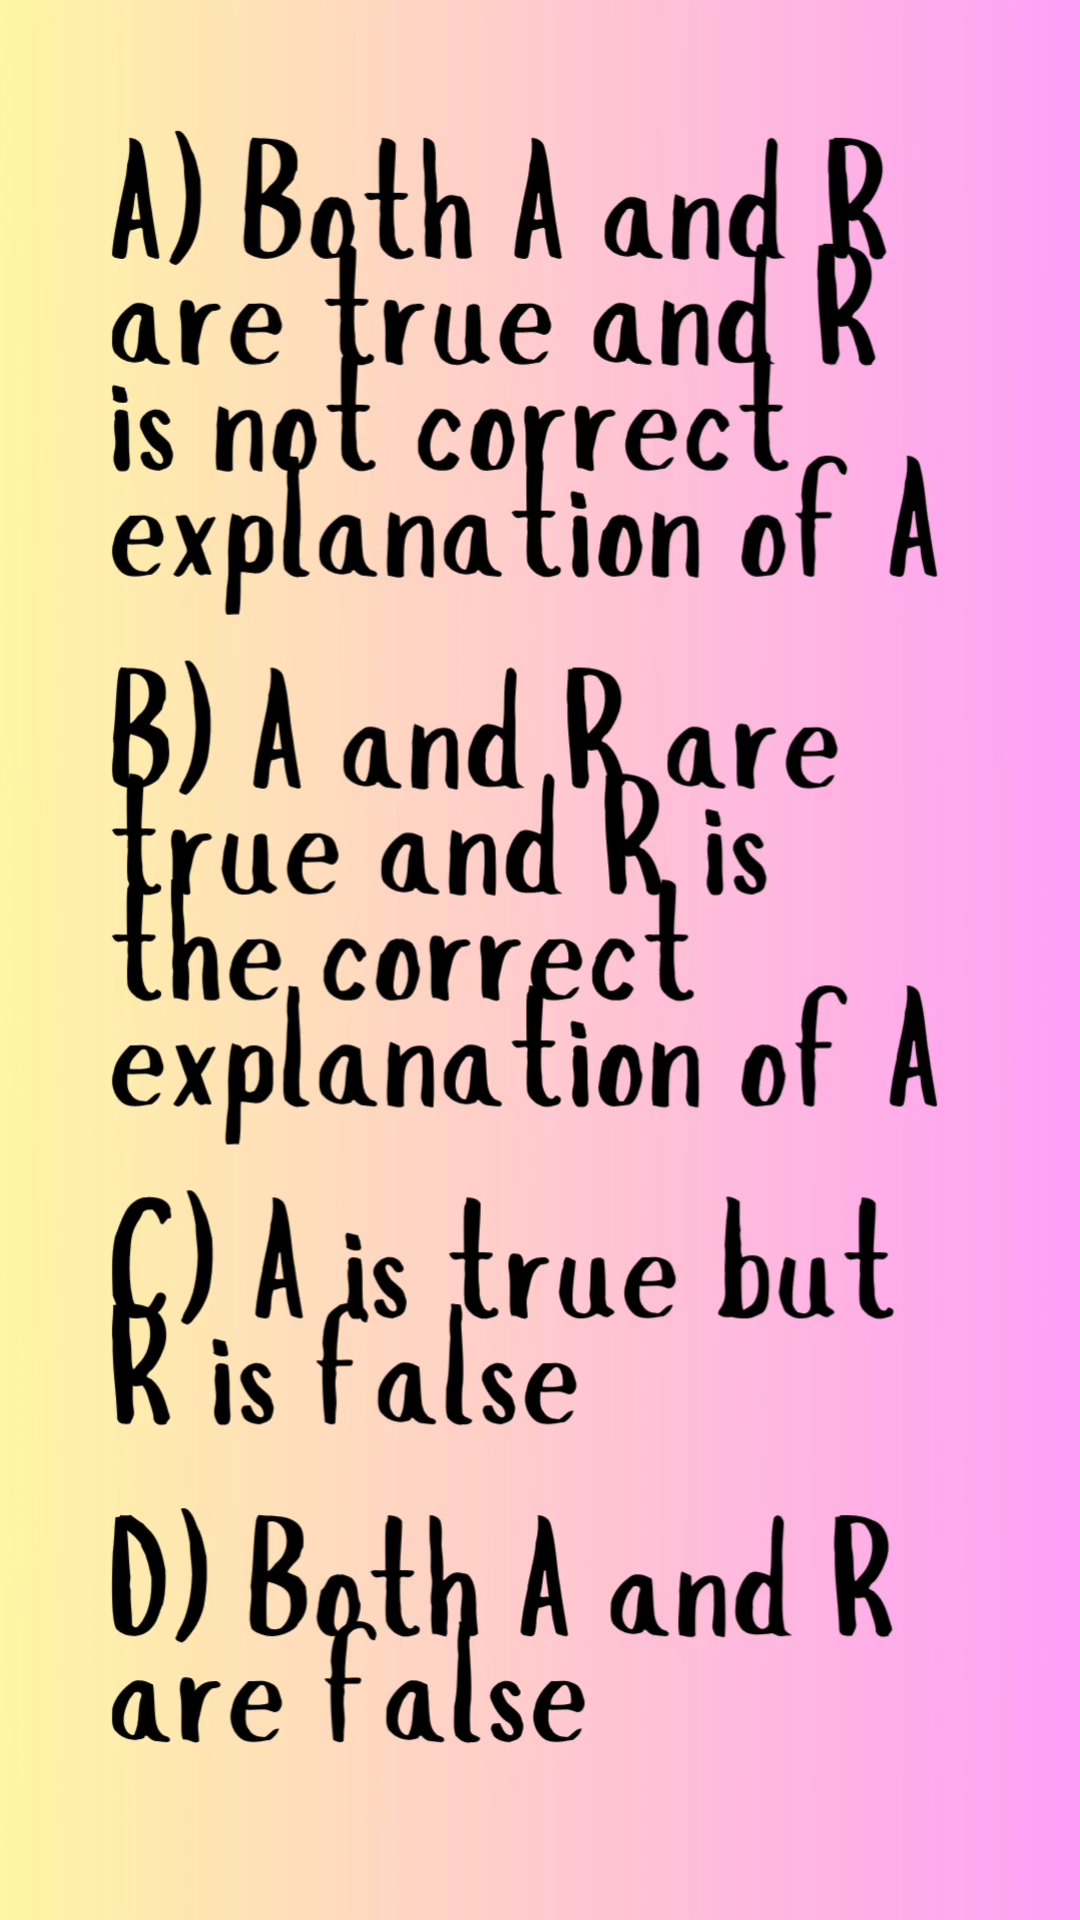 A) Both A and R
are true and R
is not correct
explanation of A
B) A and R are
true and R is
the correct
explanation of A
C) A is true but
R is false
D) Both A and R
are false